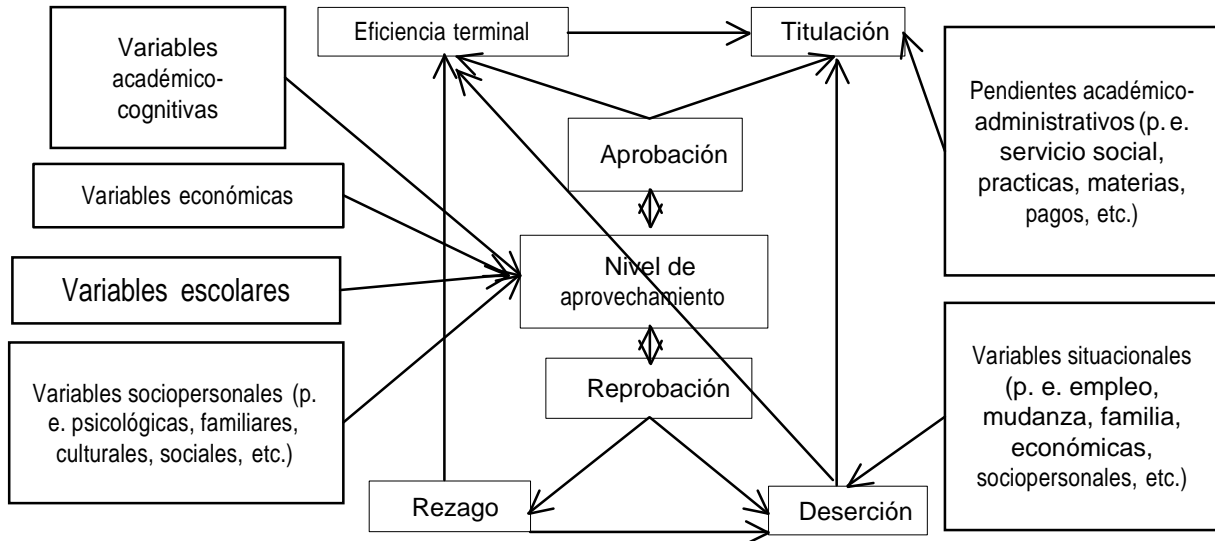 Variables
académico-
cognitivas
Variables económicas
Variables escolares
Variables sociopersonales (p.
e. psicológicas, familiares,
culturales, sociales, etc.)
Eficiencia terminal
Titulación
Aprobación
Nivel de
aprovechamiento
Reprobación
Rezago
Deserción
Pendientes académico-
administrativos (p. e.
servicio social,
practicas, materias,
pagos, etc.)
Variables situacionales
(p. e. empleo,
mudanza, familia,
económicas,
sociopersonales, etc.)